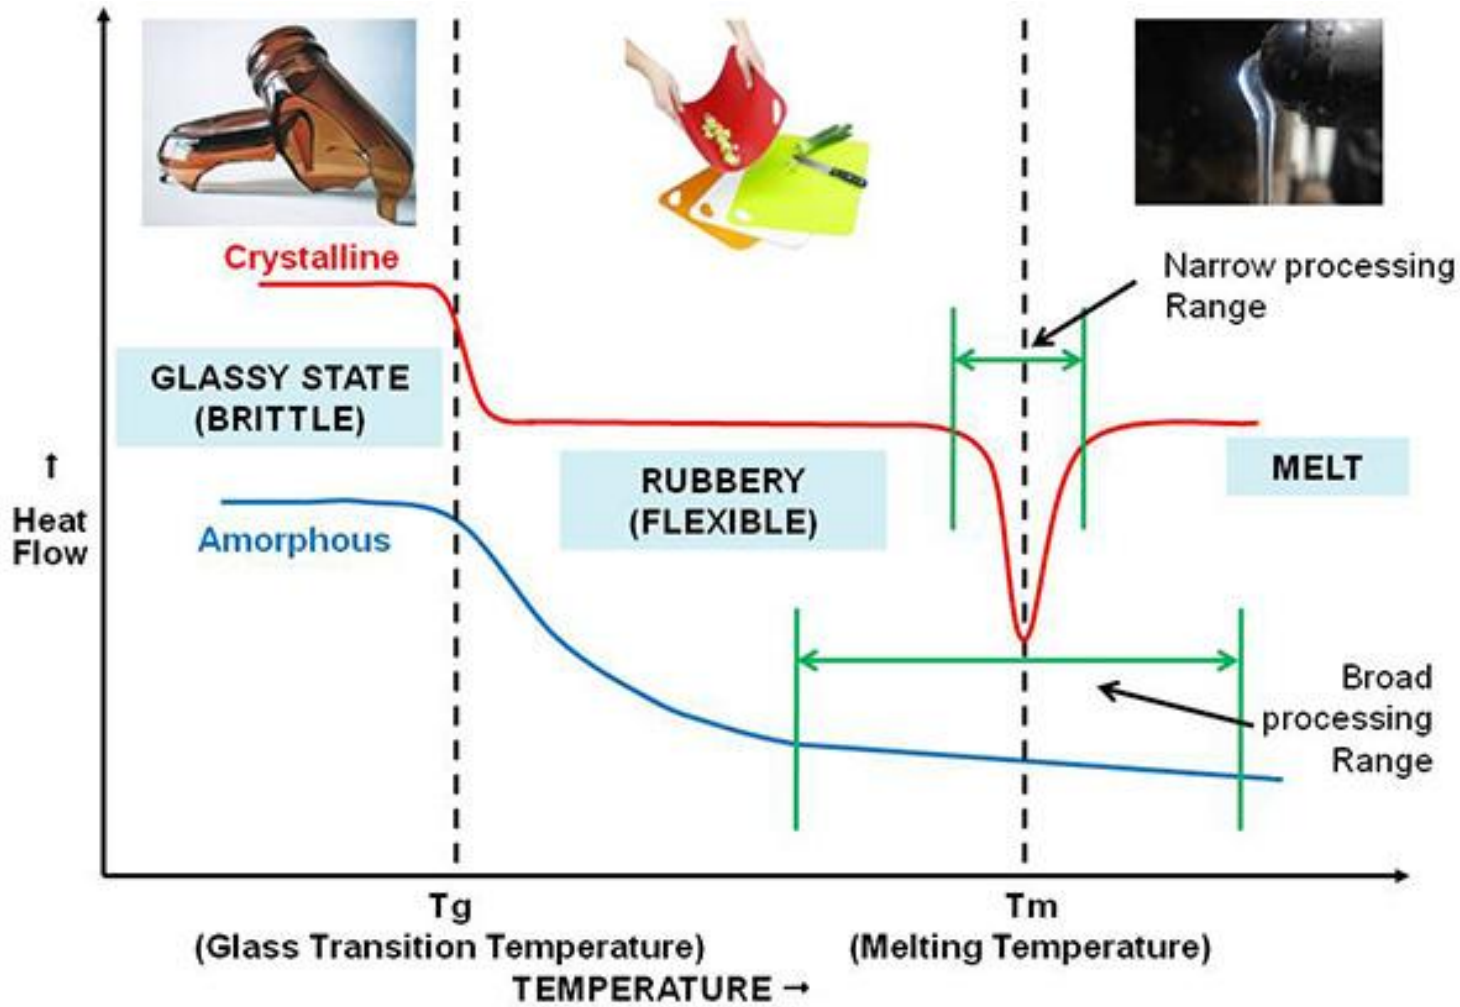 Crystalline
Narrow processing
Range
GLASSY STATE
(BRITTLE)
↑
Heat
Flow
RUBBERY
(FLEXIBLE)
MELT
Amorphous
Broad
processing
Range
Tg
(Glass Transition Temperature)
Tm
(Melting Temperature)
TEMPERATURE →